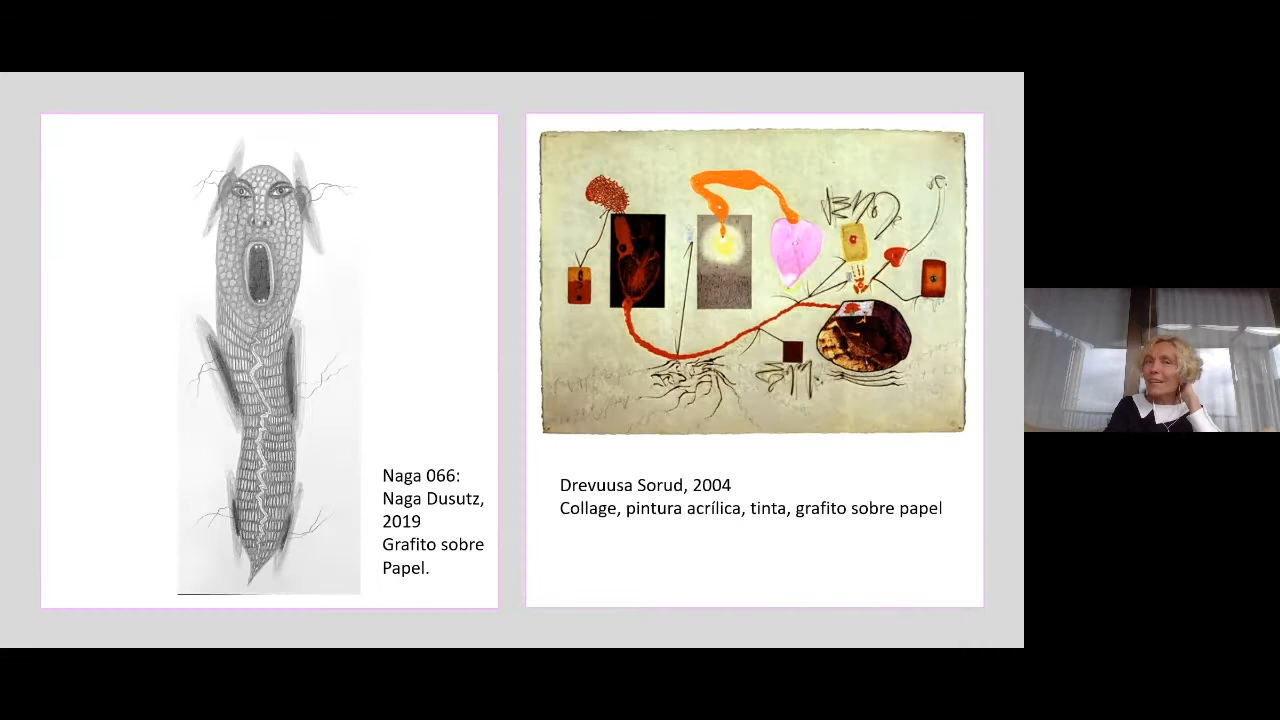 Naga 066:
Naga Dusutz,
2019
Grafito sobre
Papel.
Drevuusa Sorud, 2004
Collage, pintura acrílica, tinta, grafito sobre papel